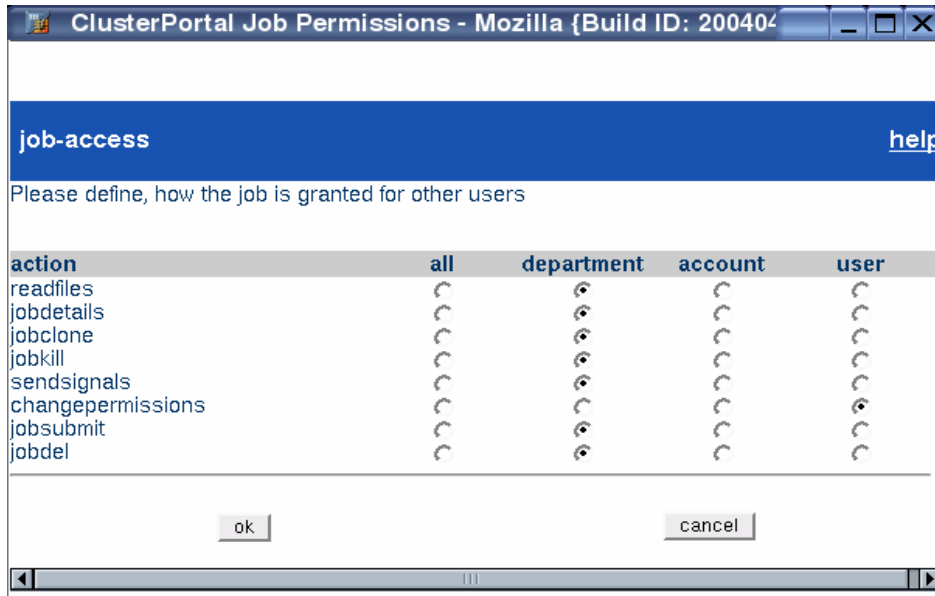 ClusterPortal Job Permissions - Mozilla {Build ID: 200404
job-access help
Please define, how the job is granted for other users
action all department account user
readfiles
jobdetails
jobclone
jobkill
sendsignals
changepermissions
jobsubmit
jobdel
ok cancel